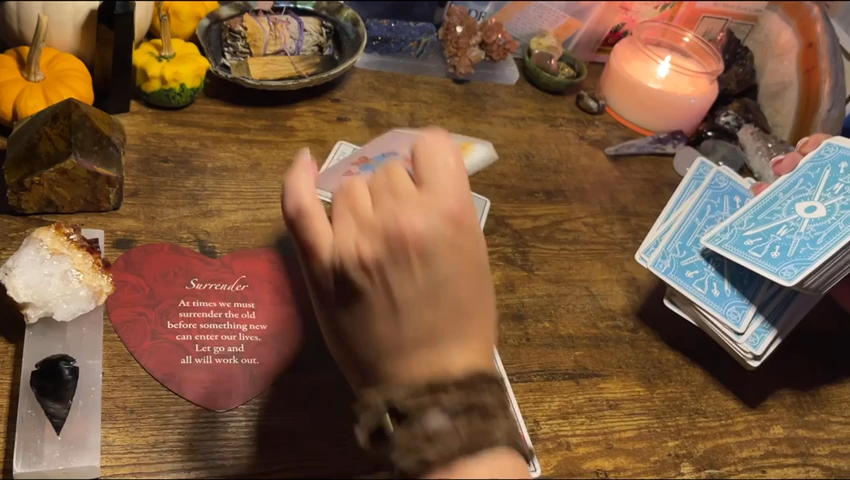 Surrender
At times we must
surrender the old
before something new
can enter our lives.
Let go and
all will work out.